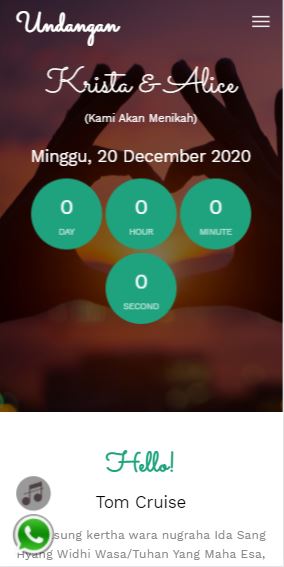 Undangan
Krista & Alice
(Kami Akan Menikah)
Minggu, 20 December 2020
0 0 0
DAY HOUR MINUTE
0
SECOND
Hello!
Tom Cruise
sung kertha wara nugraha Ida Sang
Hyang Widhi Wasa/Tuhan Yang Maha Esa,